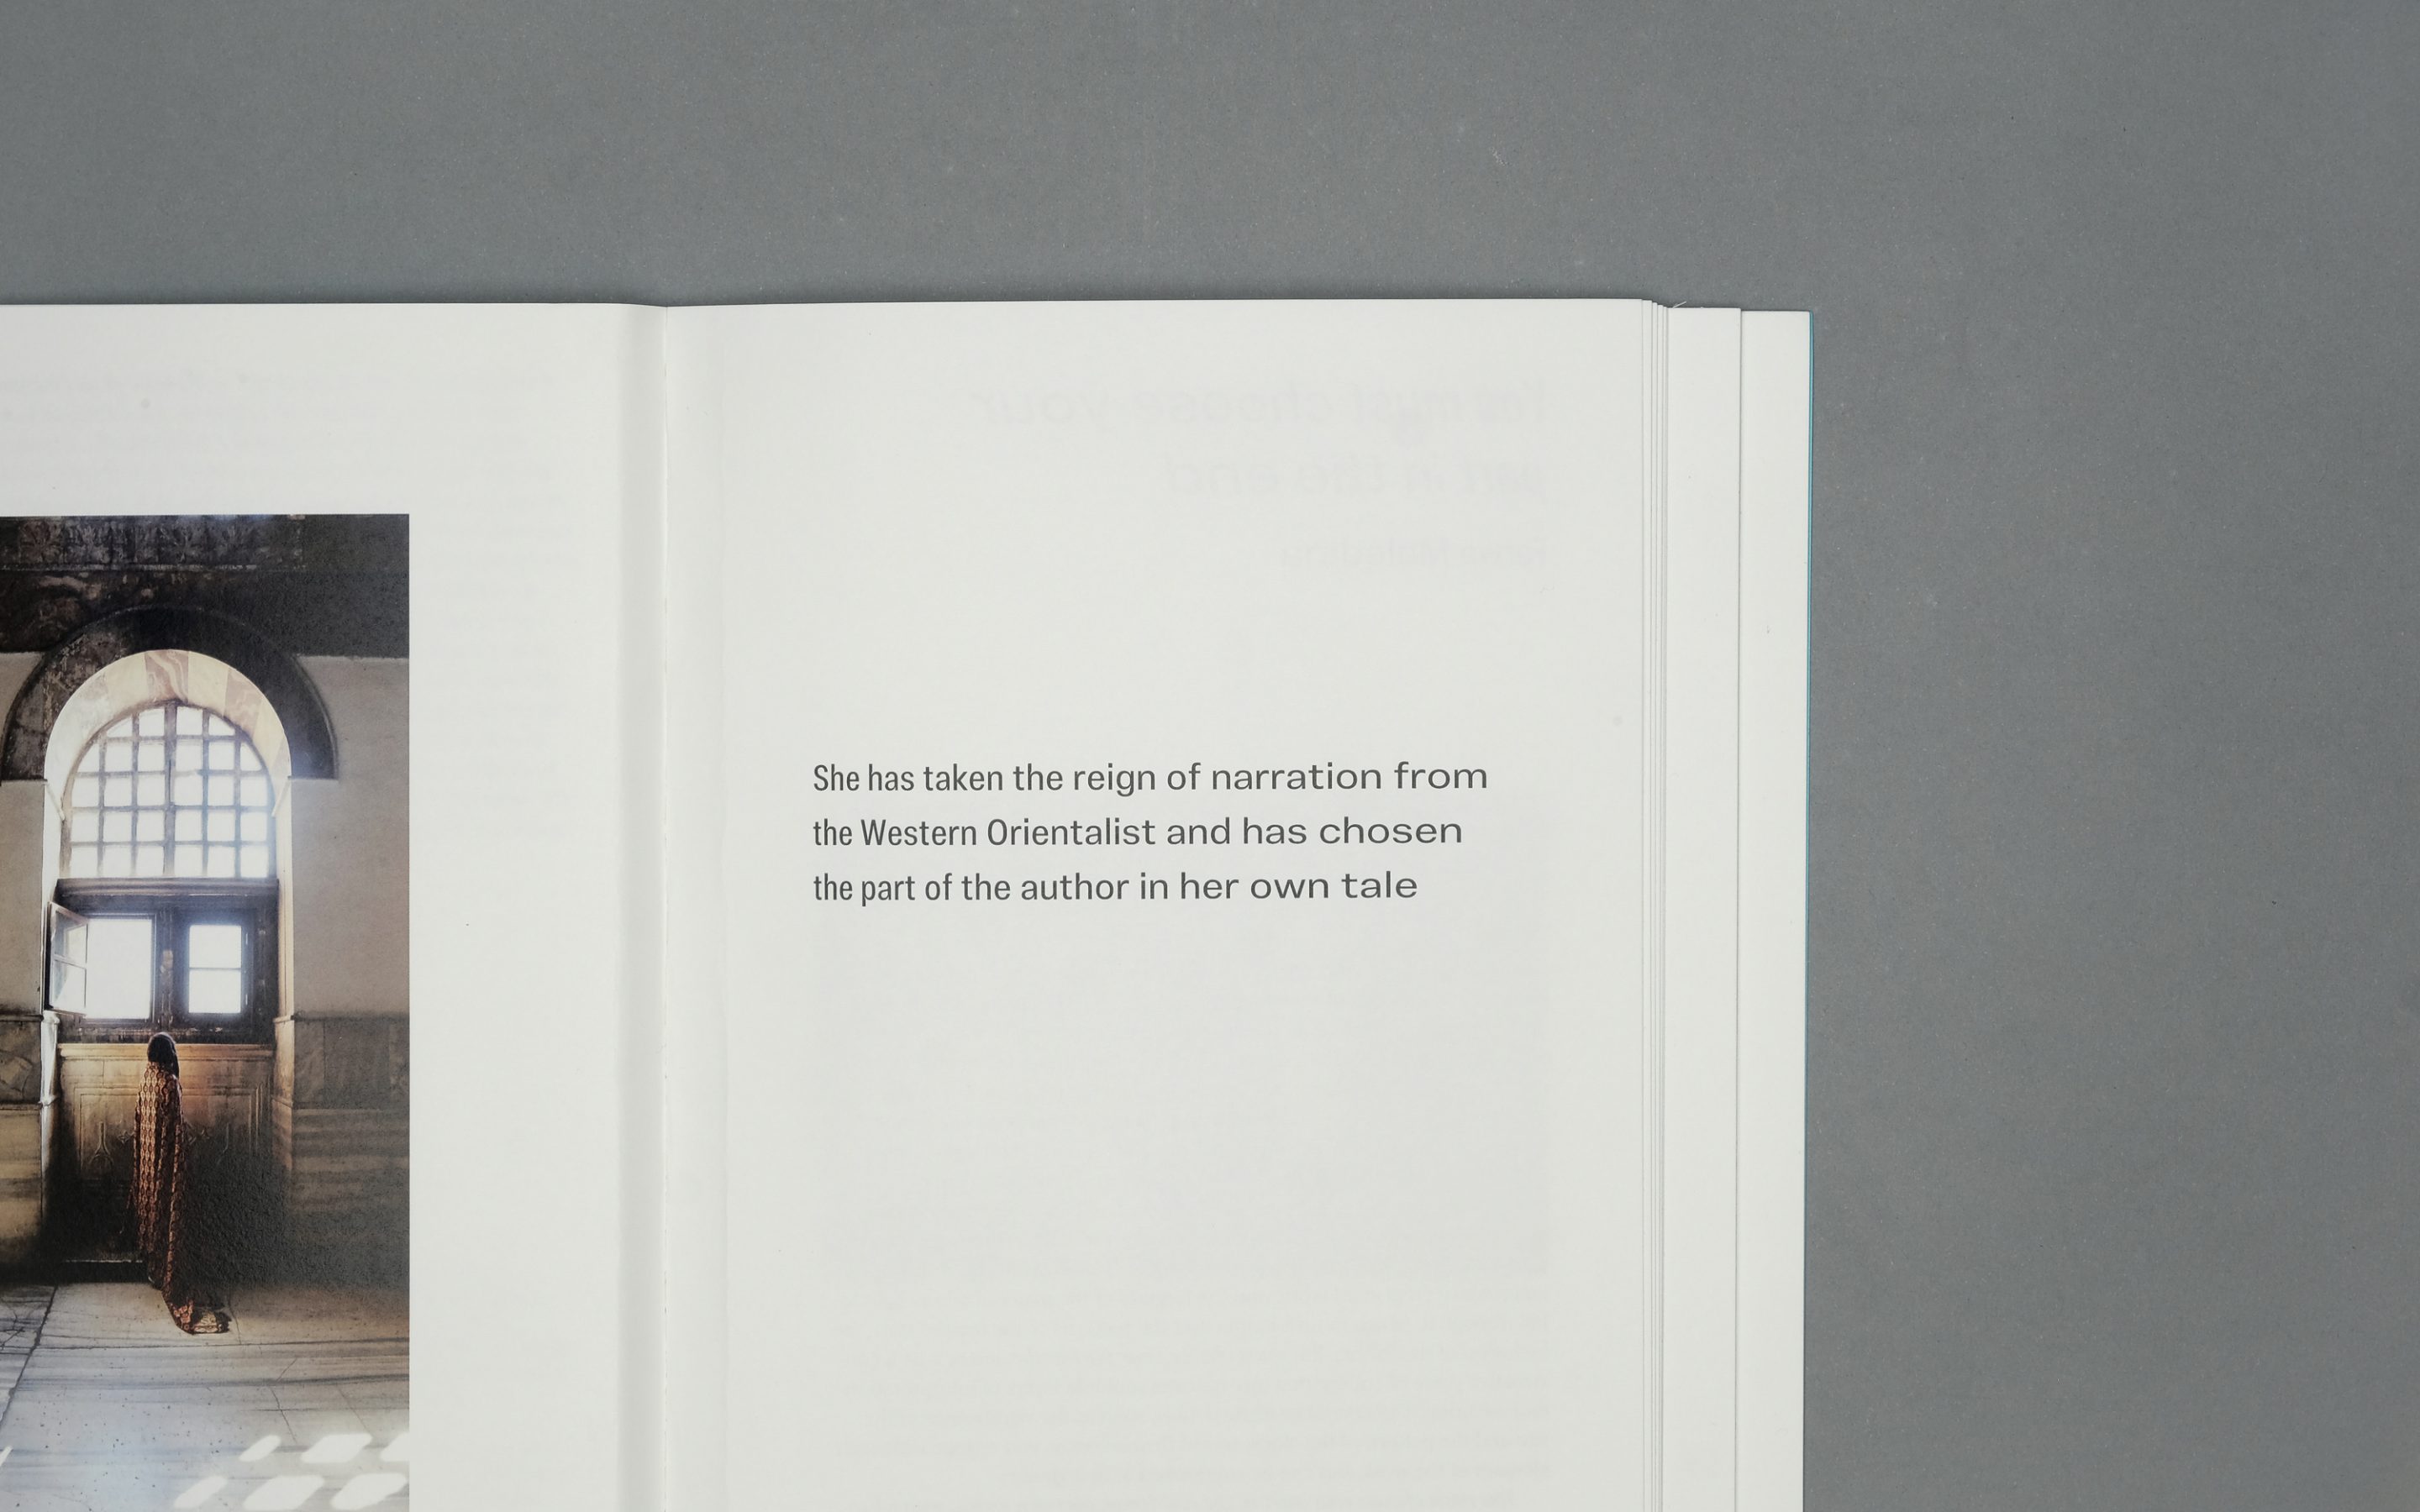 She has taken the reign of narration from
the Western Orientalist and has chosen
the part of the author in her own tale